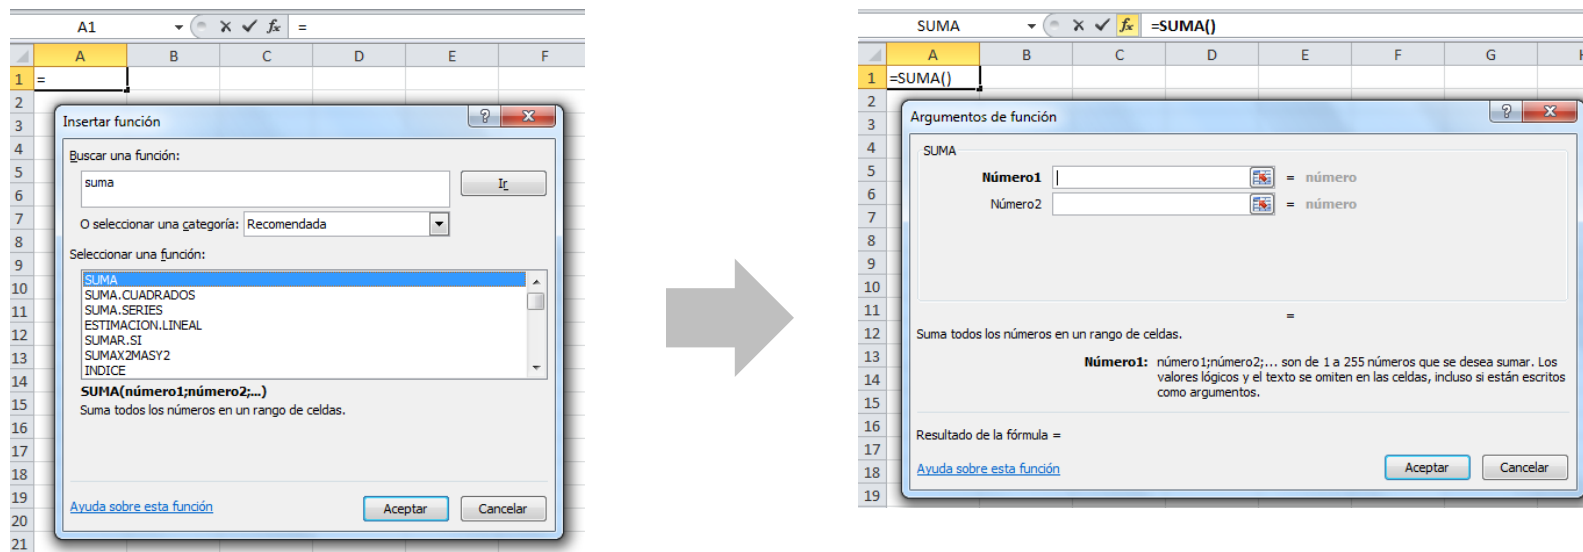 A1 fx =
A B C D E F
1 =
2
3
4
5
6
7
8
9
10
11
12
13
14
15
16
17
18
19
20
21
Insertar función ?
Buscar una función:
suma Ir
O seleccionar una categoría: Recomendada
Seleccionar una función:
SUMA
SUMA.CUADRADOS
SUMA.SERIES
ESTIMACION.LINEAL
SUMAR.SI
SUMAX2MASY2
INDICE
SUMA(número1;número2;...)
Suma todos los números en un rango de celdas.
Ayuda sobre esta función Aceptar Cancelar
SUMA fx =SUMA()
A B C D E F G
1 =SUMA()
2
3
4
5
6
7
8
9
10
11
12
13
14
15
16
17
18
19
Argumentos de función ?
SUMA
Número1 = número
Número2 = número
=
Suma todos los números en un rango de celdas.
Número1: número1;número2;... son de 1 a 255 números que se desea sumar. Los
valores lógicos y el texto se omiten en las celdas, incluso si están escritos
como argumentos.
Resultado de la fórmula =
Ayuda sobre esta función Aceptar Cancelar